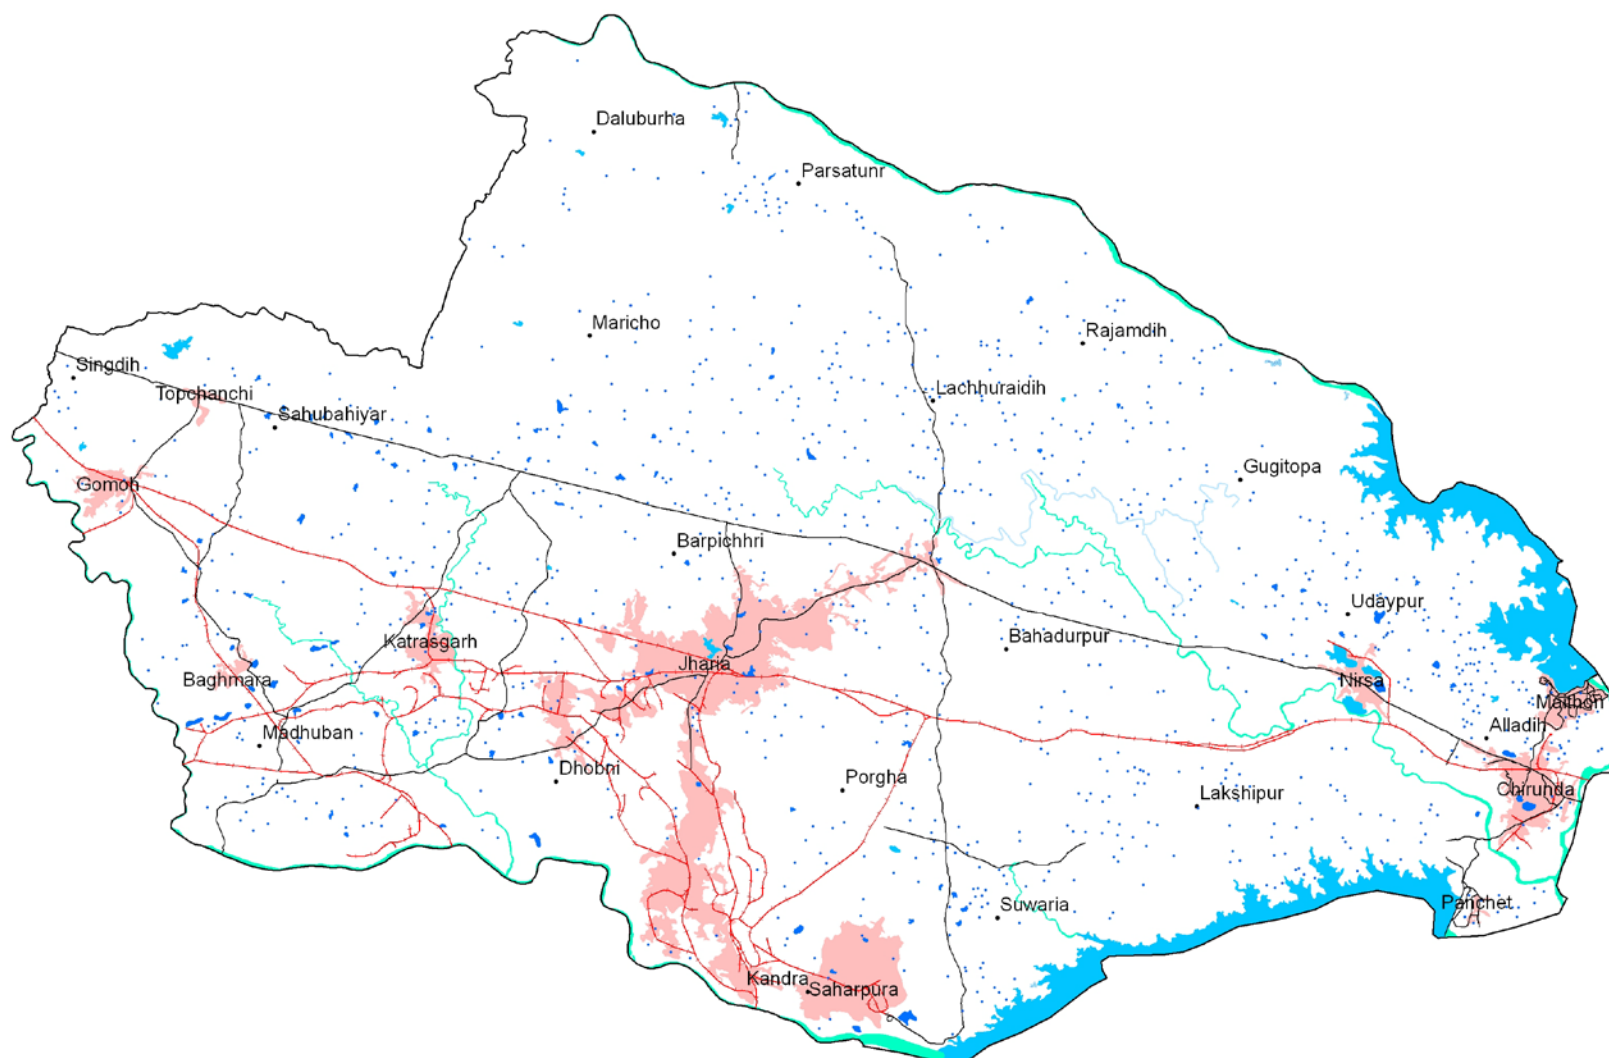 Daluburha
Parsatunr
Maricho
Rajamdih
Singdih
Topchanchi
Lachhuraidih
Sahubahiyar
Gugitopa
Gomoh
Barpichhri
Udaypur
Katrasgarh
Bahadurpur
Jharia
Baghmara
Nirsa
Maithon
Madhuban
Alladih
Dhobni
Porgha
Lakshipur
Chirunda
Suwaria
Panchet
Kandra
Saharpura